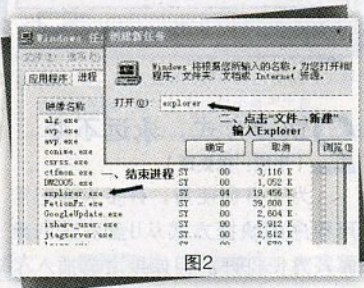 Windows 任
创建新任务
应用程序 进程
映像名称
Windows 将根据您所输入的名称，为您打开相
程序、文件夹、文档或 Internet 资源。
打开(O): explorer
二、点击“文件→新建”
输入Explorer
确定 取消 浏览(B
alg.exe
avp.exe
avp.exe
conime.exe
csrss.exe
ctfmon.exe SY 00 3,116 K
一、结束进程
DM2005.exe SY 00 1,052 K
explorer.exe SY 04 19,456 K
FetionFx.exe SY 00 39,808 K
GoogleUpdate.exe SY 00 2,604 K
ishare_user.exe SY 00 5,912 K
jtagserver.exe SY 00 2,612 K
图2